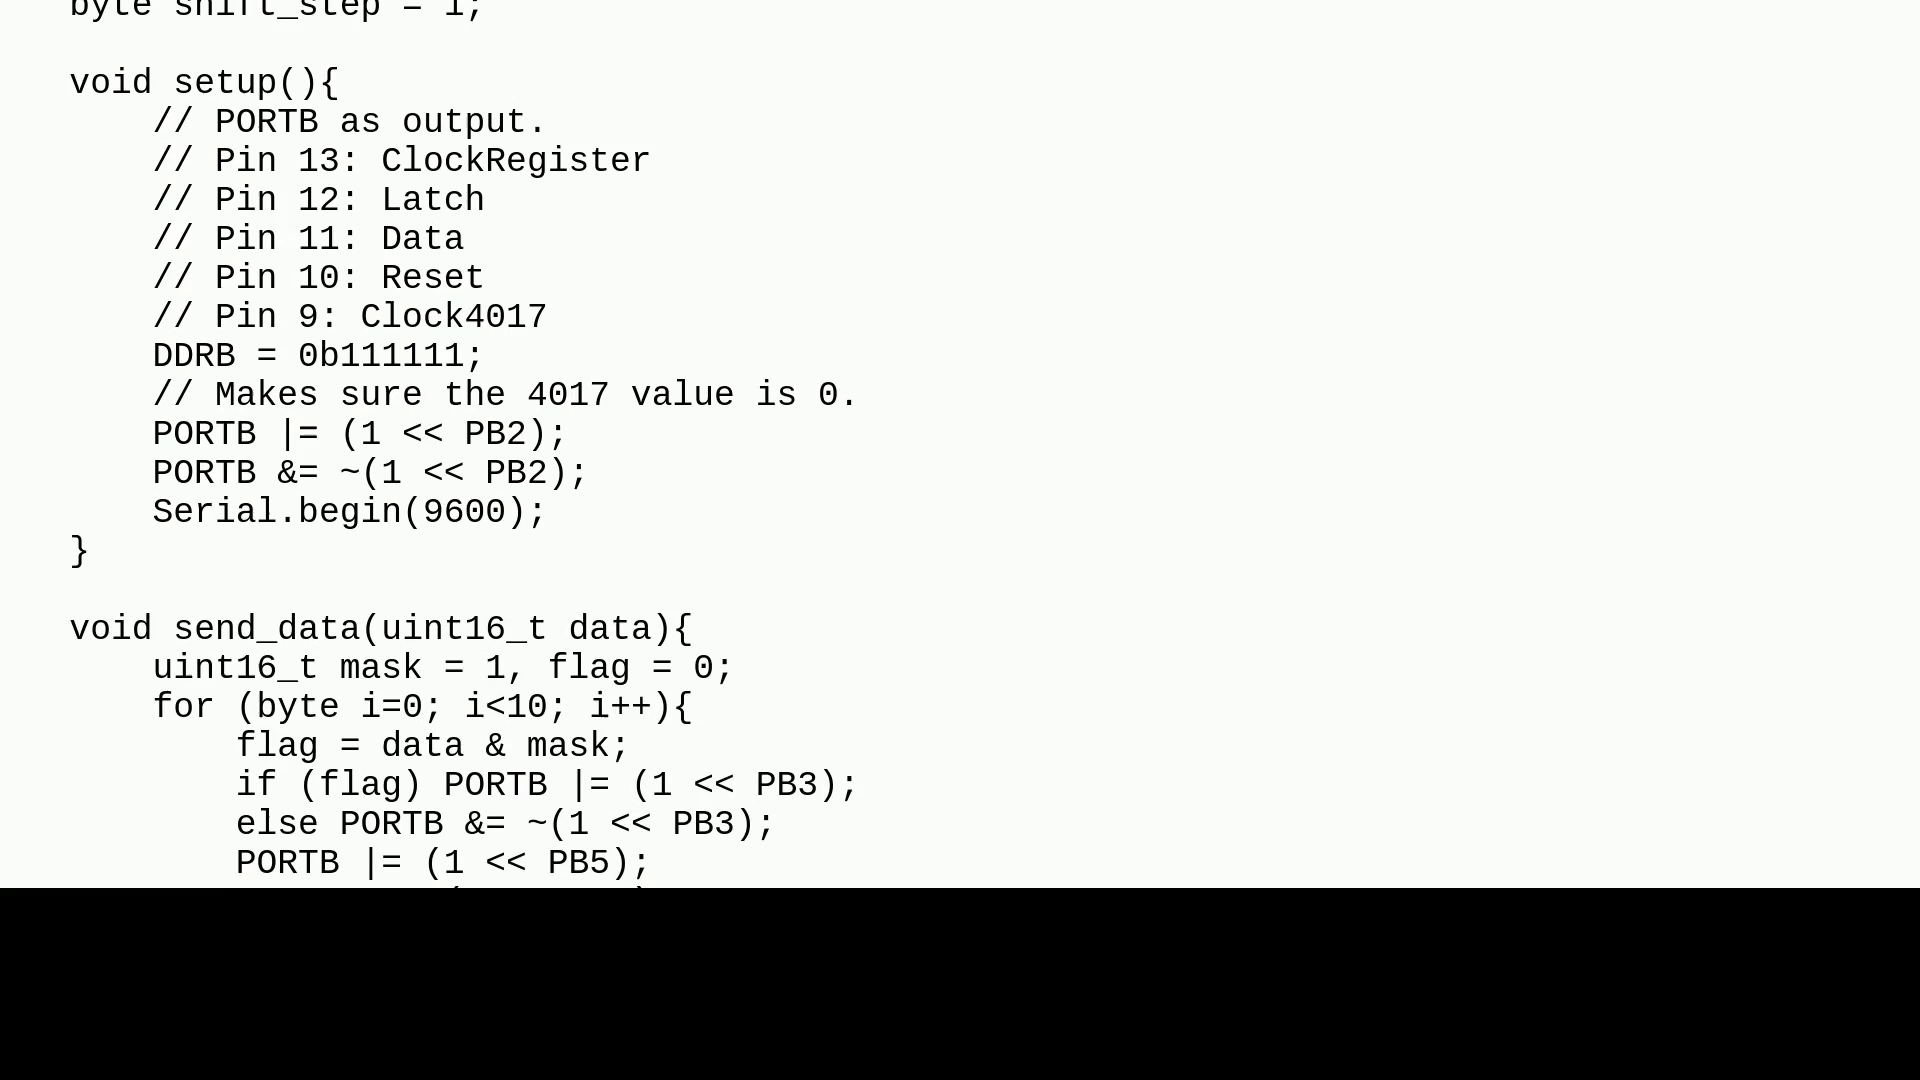 byte shift_step = 1;
void setup(){
// PORTB as output.
// Pin 13: ClockRegister
// Pin 12: Latch
// Pin 11: Data
// Pin 10: Reset
// Pin 9: Clock4017
DDRB = 0b111111;
// Makes sure the 4017 value is 0.
PORTB |= (1 << PB2);
PORTB &= ~(1 << PB2);
Serial.begin(9600);
}
void send_data(uint16_t data){
uint16_t mask = 1, flag = 0;
for (byte i=0; i<10; i++){
flag = data & mask;
if (flag) PORTB |= (1 << PB3);
else PORTB &= ~(1 << PB3);
PORTB |= (1 << PB5);